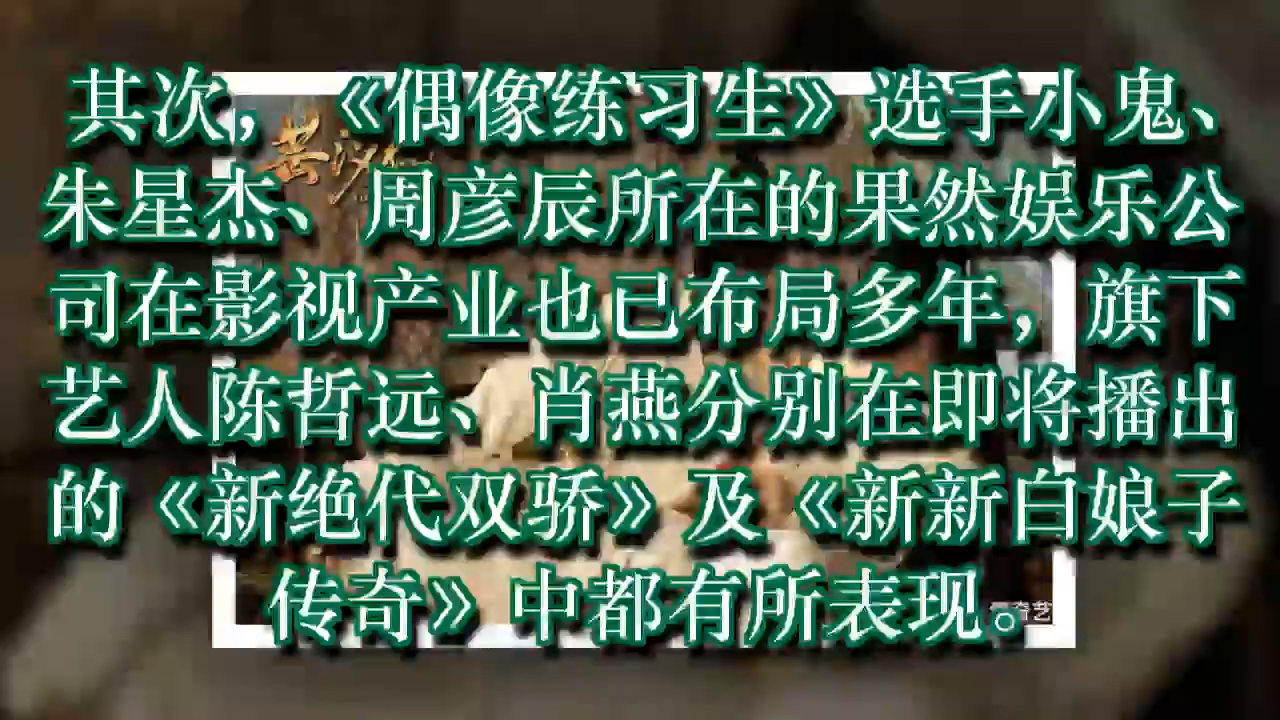 其次，《偶像练习生》选手小鬼、
朱星杰、周彦辰所在的果然娱乐公
司在影视产业也已布局多年，旗下
艺人陈哲远、肖燕分别在即将播出
的《新绝代双骄》及《新新白娘子
传奇》中都有所表现。